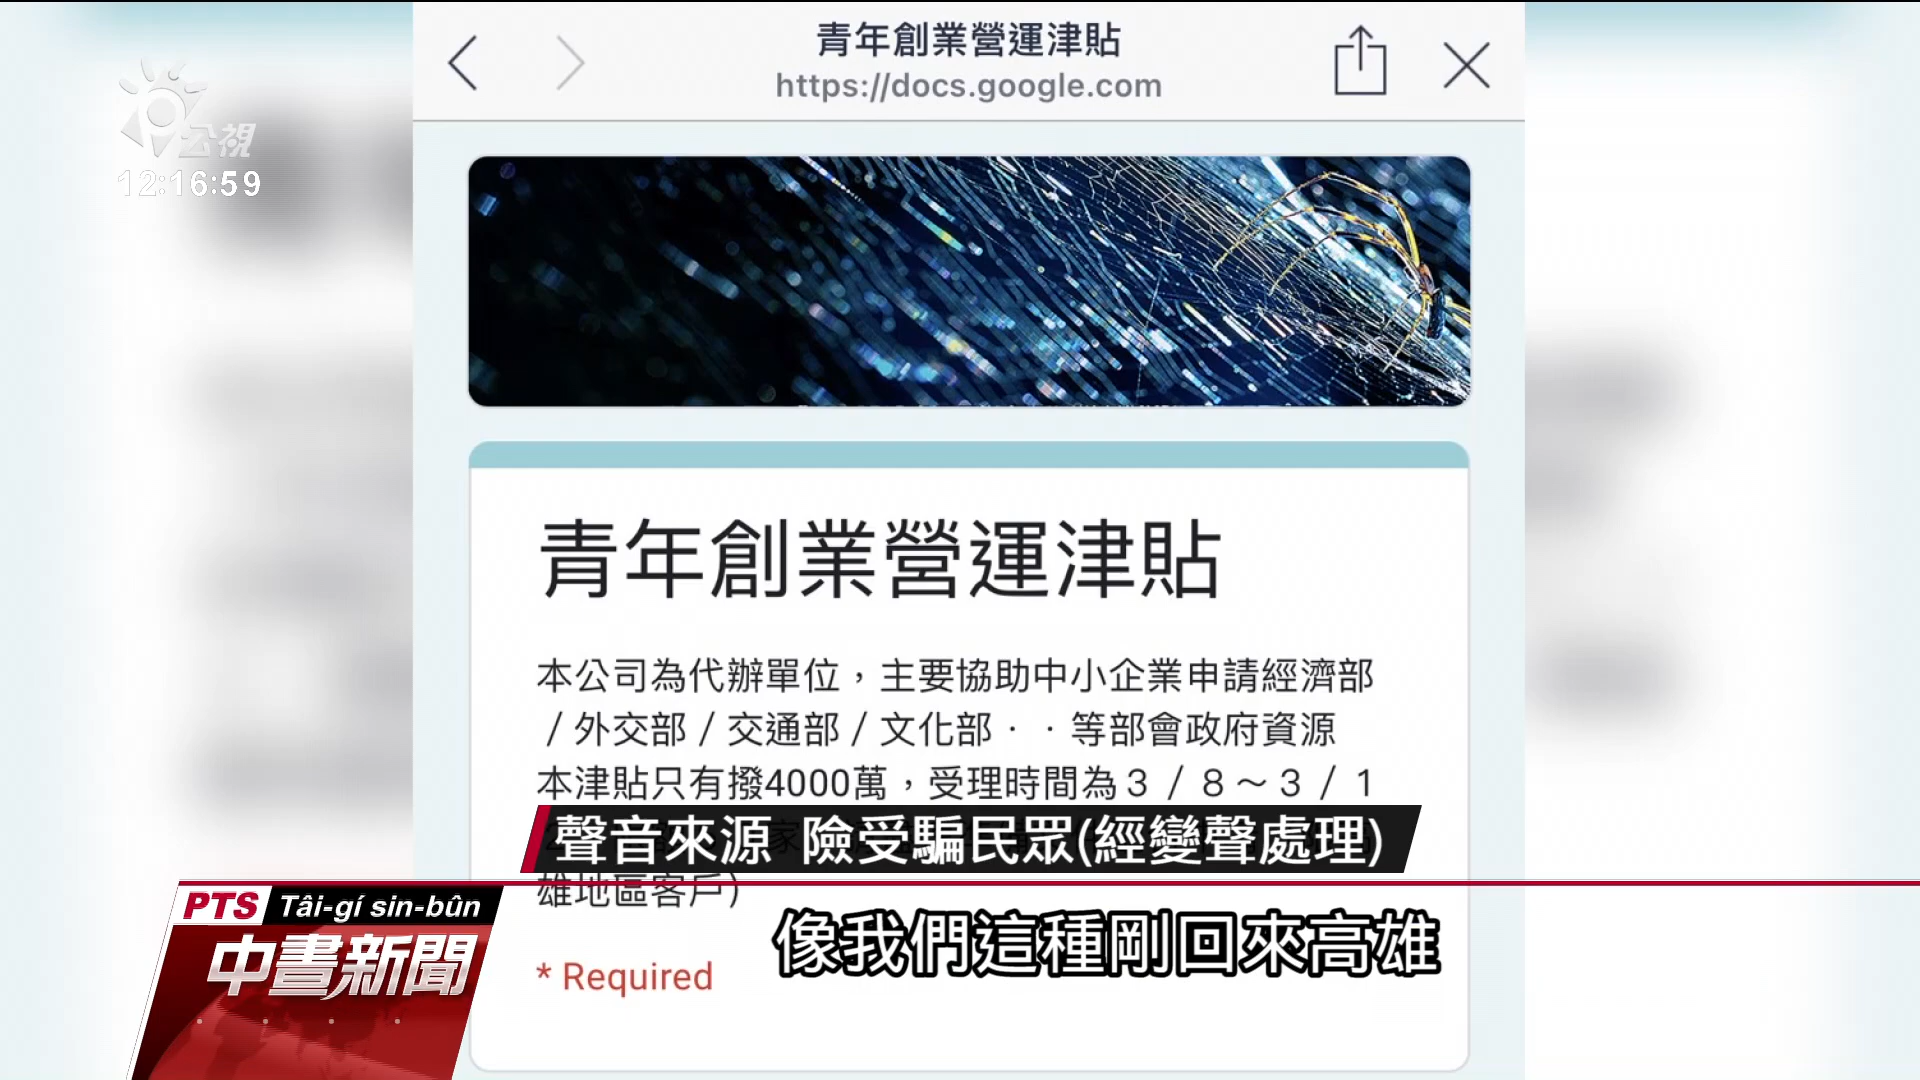 青年創業營運津貼
https://docs.google.com
公視
12:16:59
青年創業營運津貼
本公司為代辦單位，主要協助中小企業申請經濟部
/外交部/交通部/文化部··等部會政府資源
本津貼只有撥4000萬，受理時間為３/８～３/１
聲音來源 險受騙民眾(經變聲處理)
雄地區客戶)
PTS Tâi-gí sin-bûn
中晝新聞
像我們這種剛回來高雄
* Required